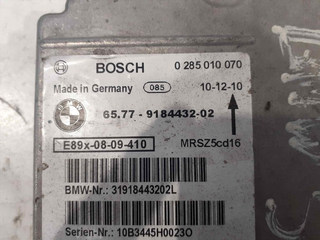 BOSCH 0 285 010 070
Made in Germany 085 10-12-10
BMW 65.77 - 9184432-02
E89x-08-09-410 MRSZ5cd16
BMW-Nr.: 31918443202L
Serien-Nr.: 10B3445H0023O